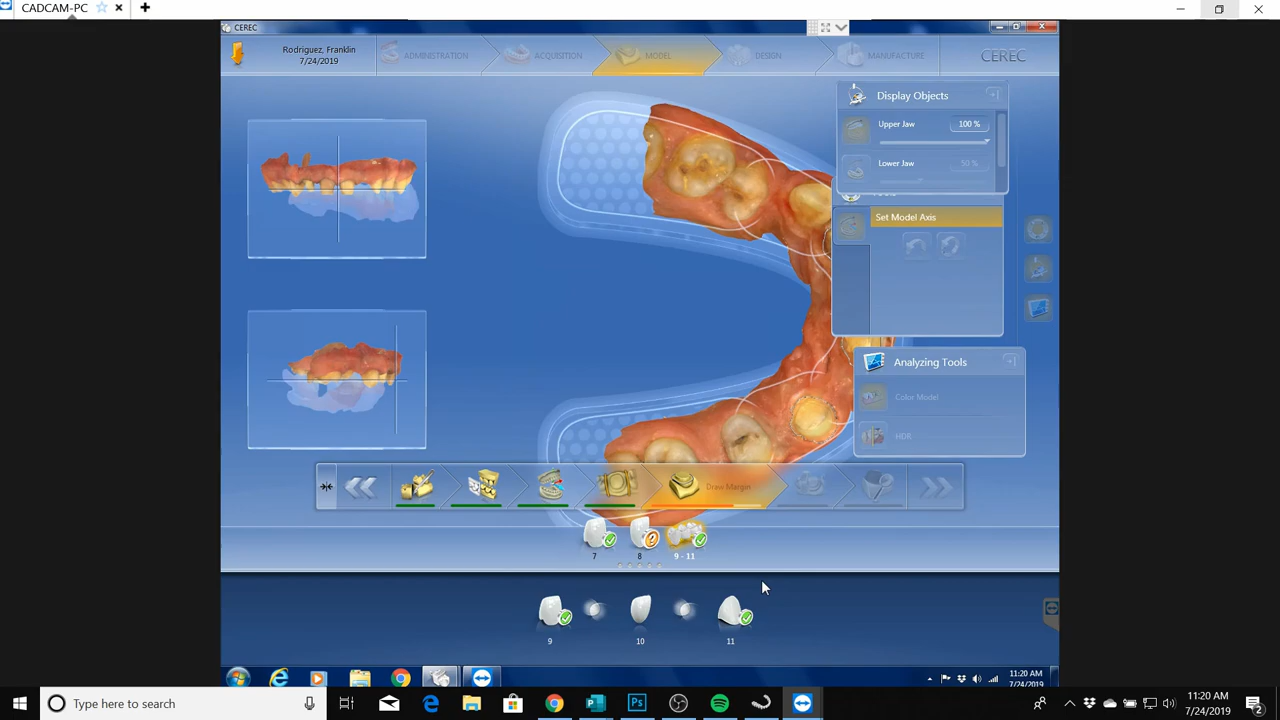 CADCAM-PC
CEREC
Rodriguez, Franklin
7/24/2019
ADMINISTRATION
ACQUISITION
MODEL
DESIGN
MANUFACTURE
CEREC
Display Objects
Upper Jaw
100 %
Lower Jaw
50 %
Set Model Axis
Analyzing Tools
Color Model
HDR
Draw Margin
7
8
9 - 11
9
10
11
11:20 AM
7/24/2019
Type here to search
11:20 AM
7/24/2019
2